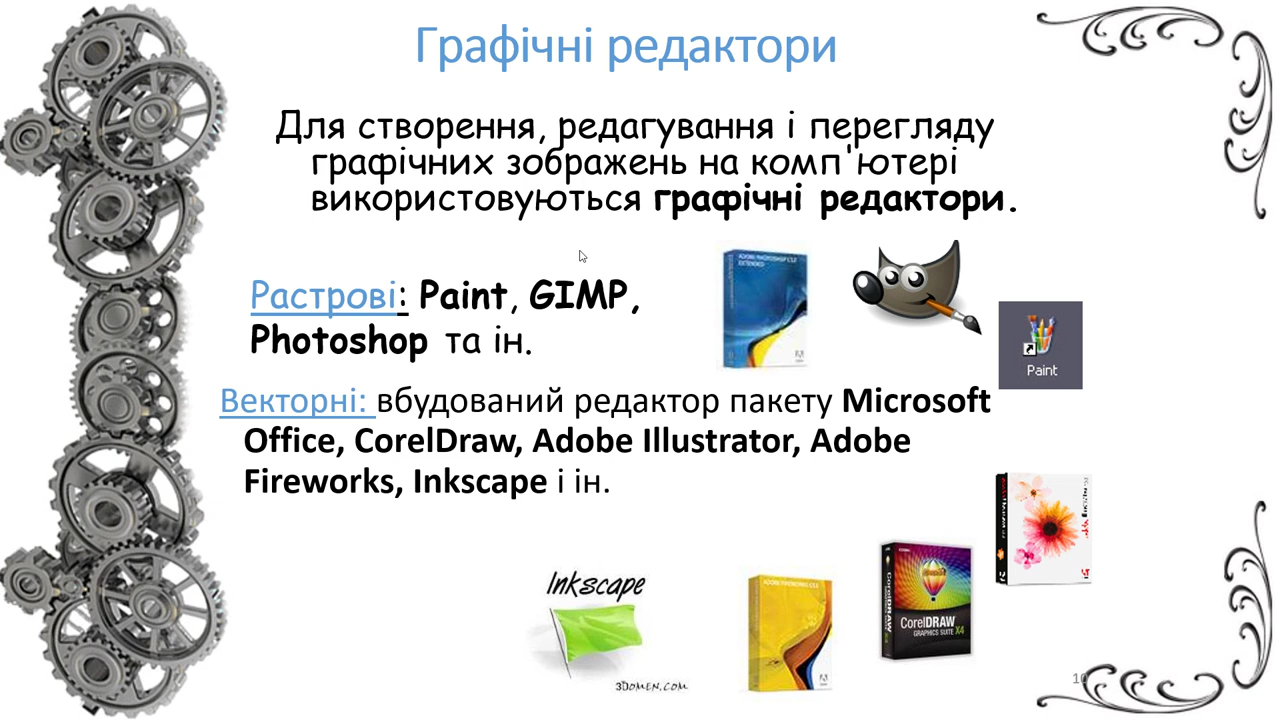 Графічні редактори
Для створення, редагування і перегляду
графічних зображень на комп'ютері
використовуються графічні редактори.
Растрові: Paint, GIMP,
Photoshop та ін.
Paint
Векторні: вбудований редактор пакету Microsoft
Office, CorelDraw, Adobe Illustrator, Adobe
Fireworks, Inkscape і ін.
Inkscape
3DOMEN.COM
CorelDRAW
GRAPHICS SUITE X4
10